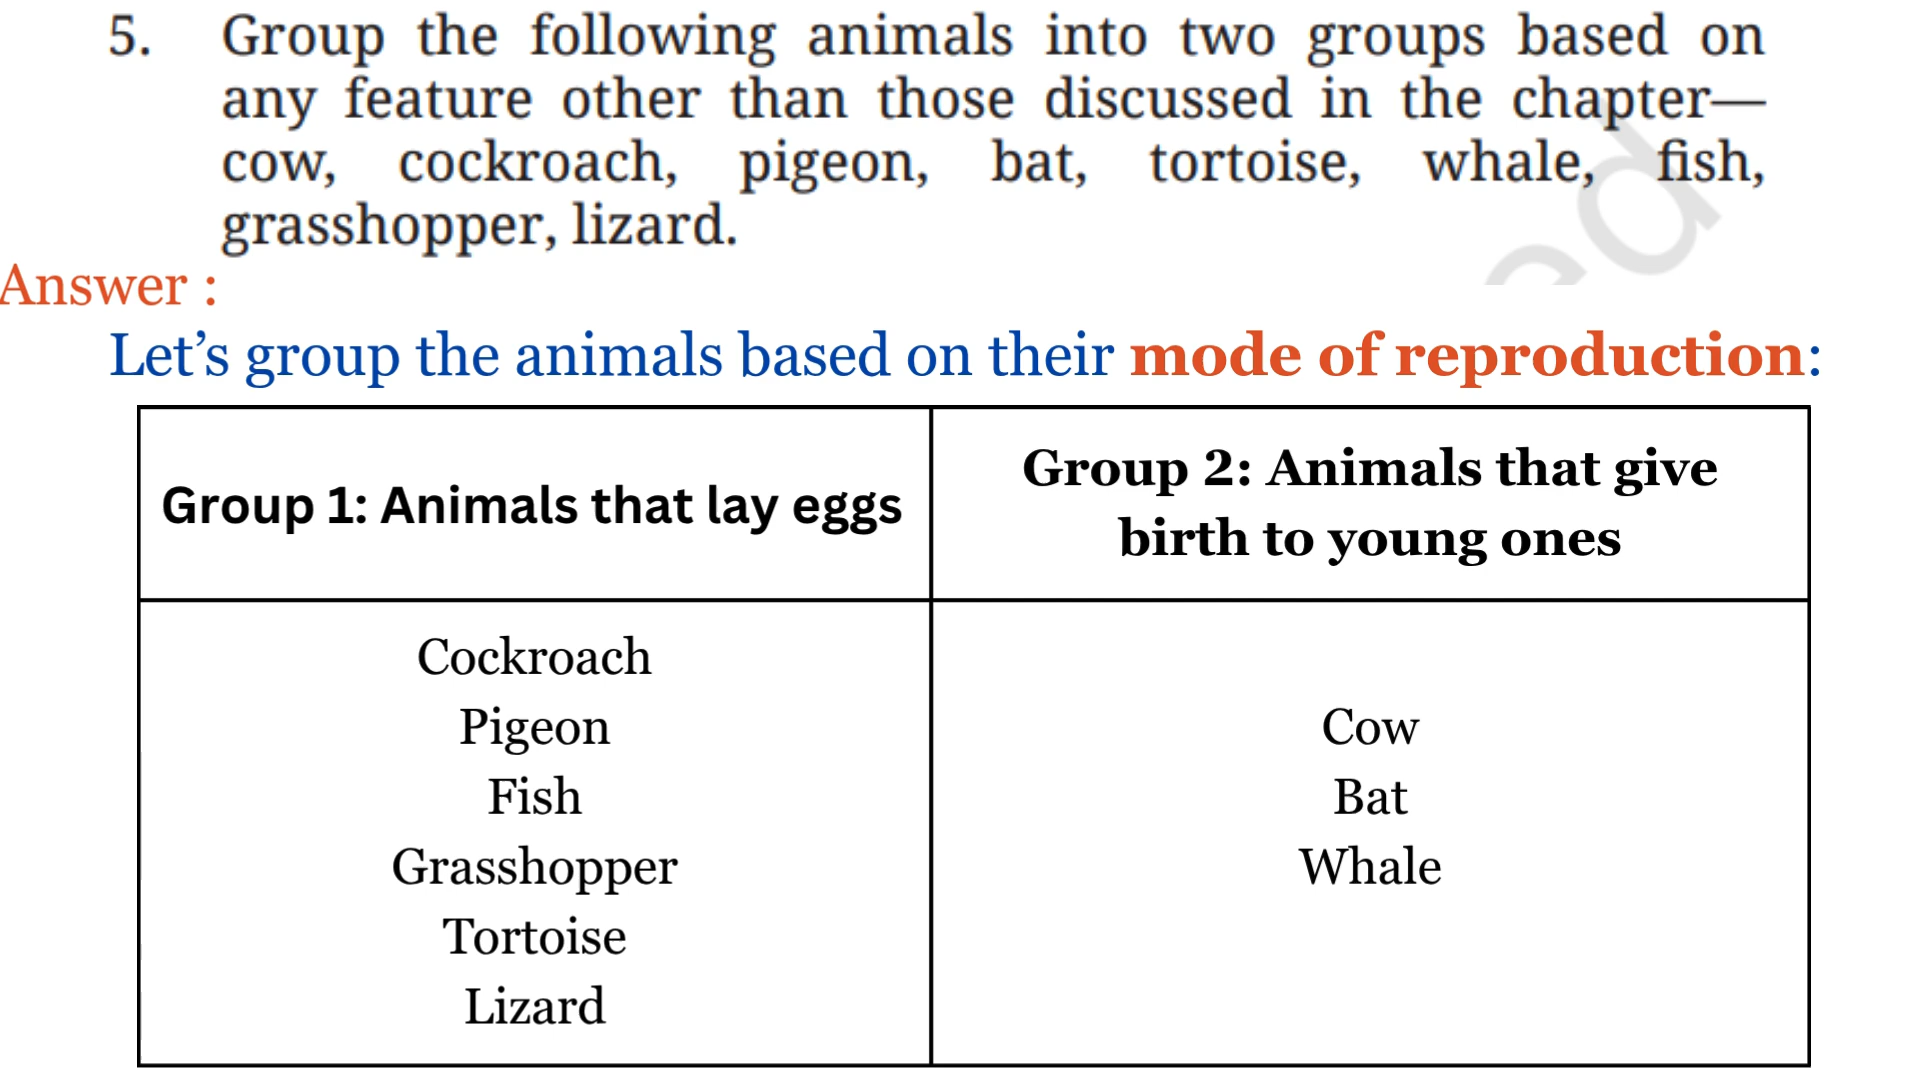 5. Group the following animals into two groups based on
any feature other than those discussed in the chapter—
cow, cockroach, pigeon, bat, tortoise, whale, fish,
grasshopper, lizard.
Answer :
Let’s group the animals based on their mode of reproduction:
Group 1: Animals that lay eggs
Group 2: Animals that give
birth to young ones
Cockroach
Pigeon
Fish
Grasshopper
Tortoise
Lizard
Cow
Bat
Whale